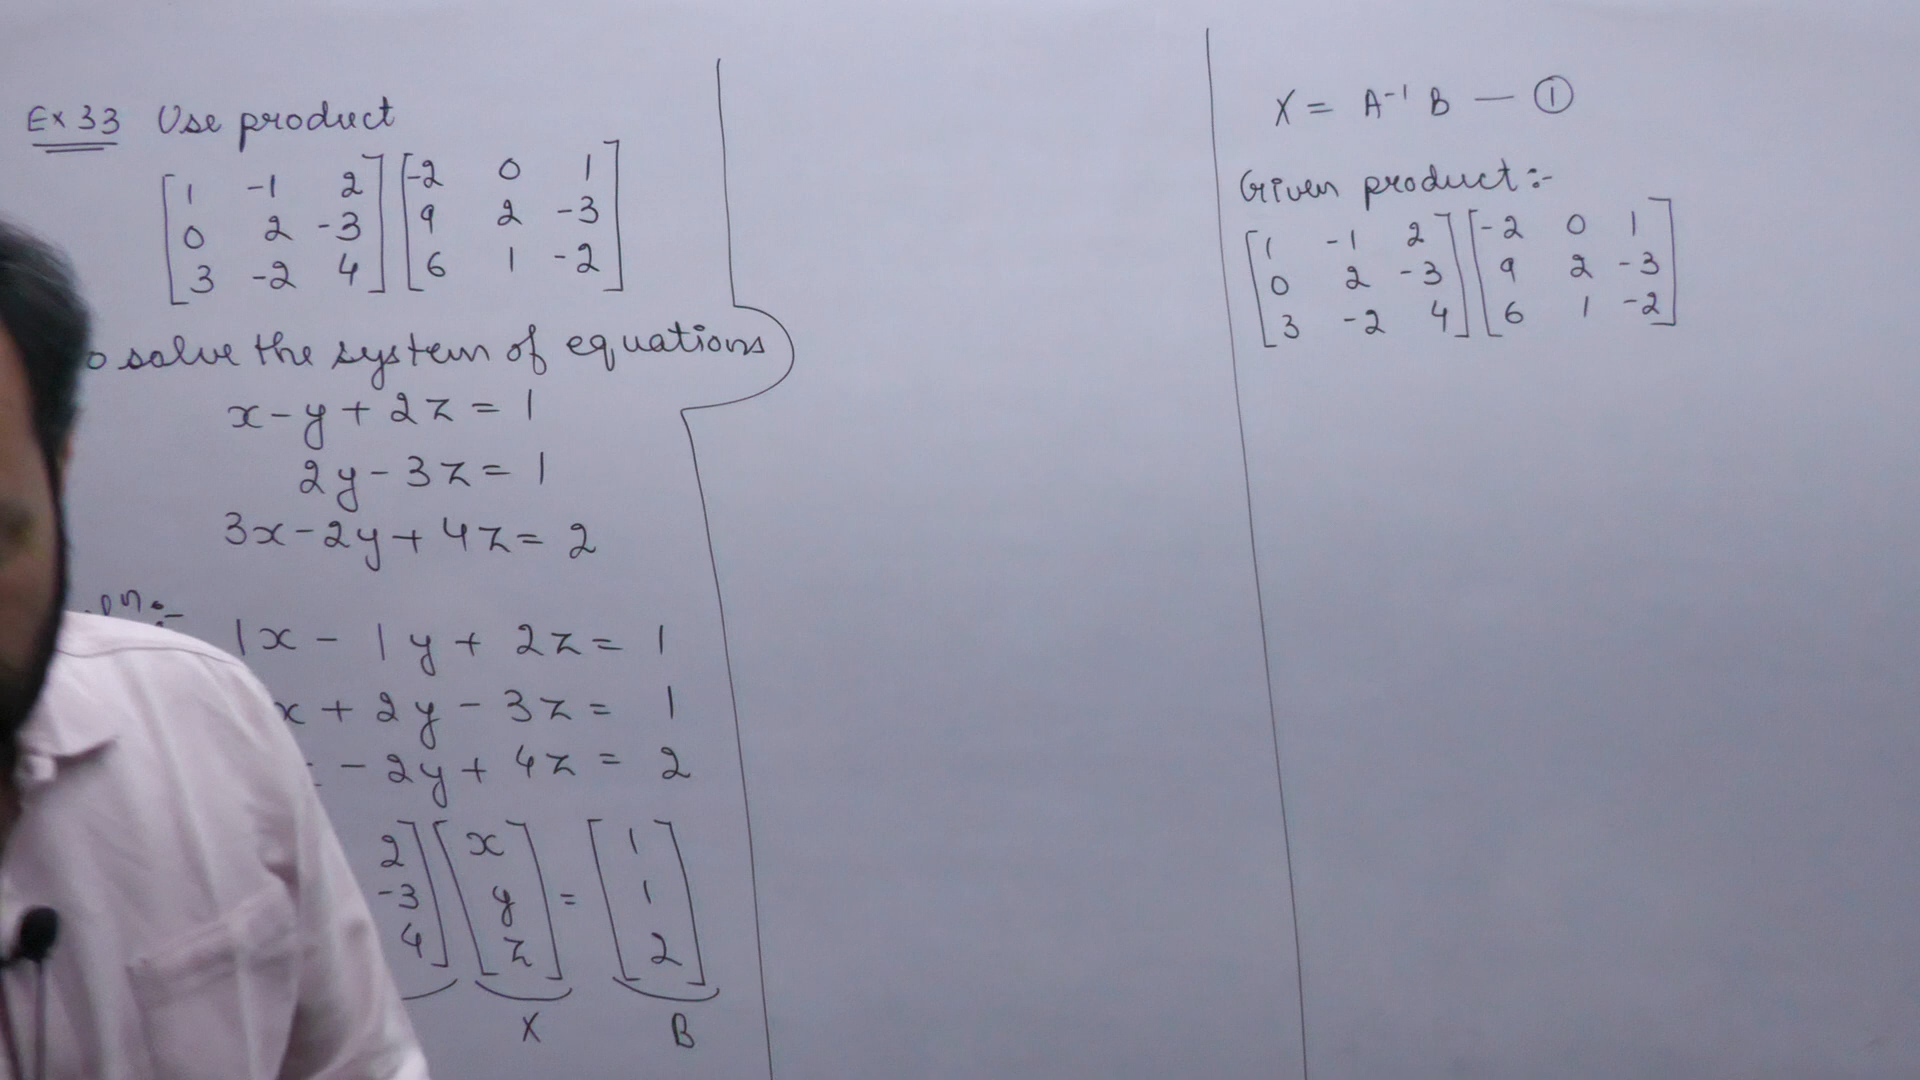 Ex 33 Use product
[1 -1 2] [-2 0 1]
[0 2 -3] [9 2 -3]
[3 -2 4] [6 1 -2]
o solve the system of equations
x - y + 2z = 1
2y - 3z = 1
3x - 2y + 4z = 2
1x - 1y + 2z = 1
x + 2y - 3z = 1
- 2y + 4z = 2
2] [x] = [1]
-3] [y] [1]
4] [z] [2]
X B
X = A⁻¹ B — ①
Given product :-
[1 -1 2] [-2 0 1]
[0 2 -3] [9 2 -3]
[3 -2 4] [6 1 -2]